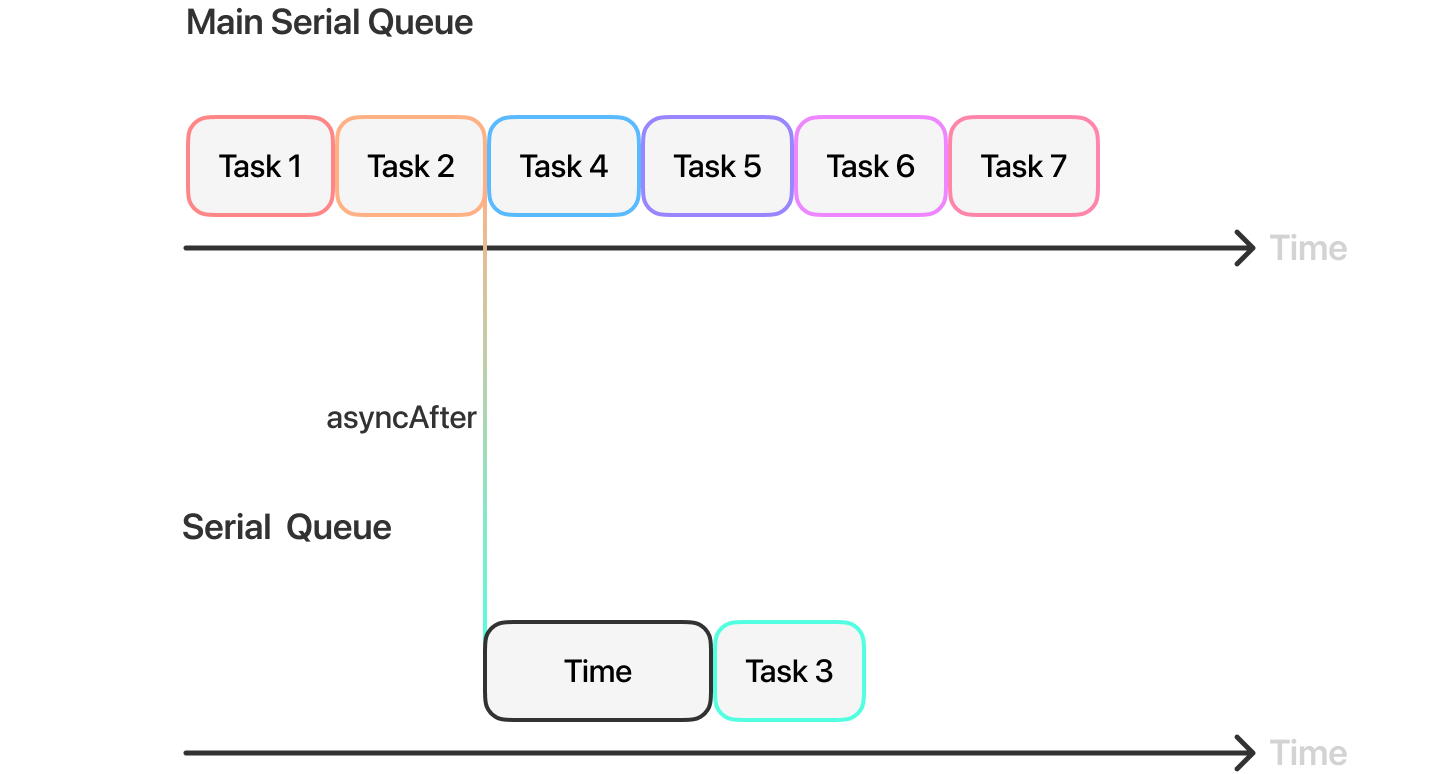 Main Serial Queue
Task 1 Task 2 Task 4 Task 5 Task 6 Task 7
Time
asyncAfter
Serial Queue
Time Task 3
Time